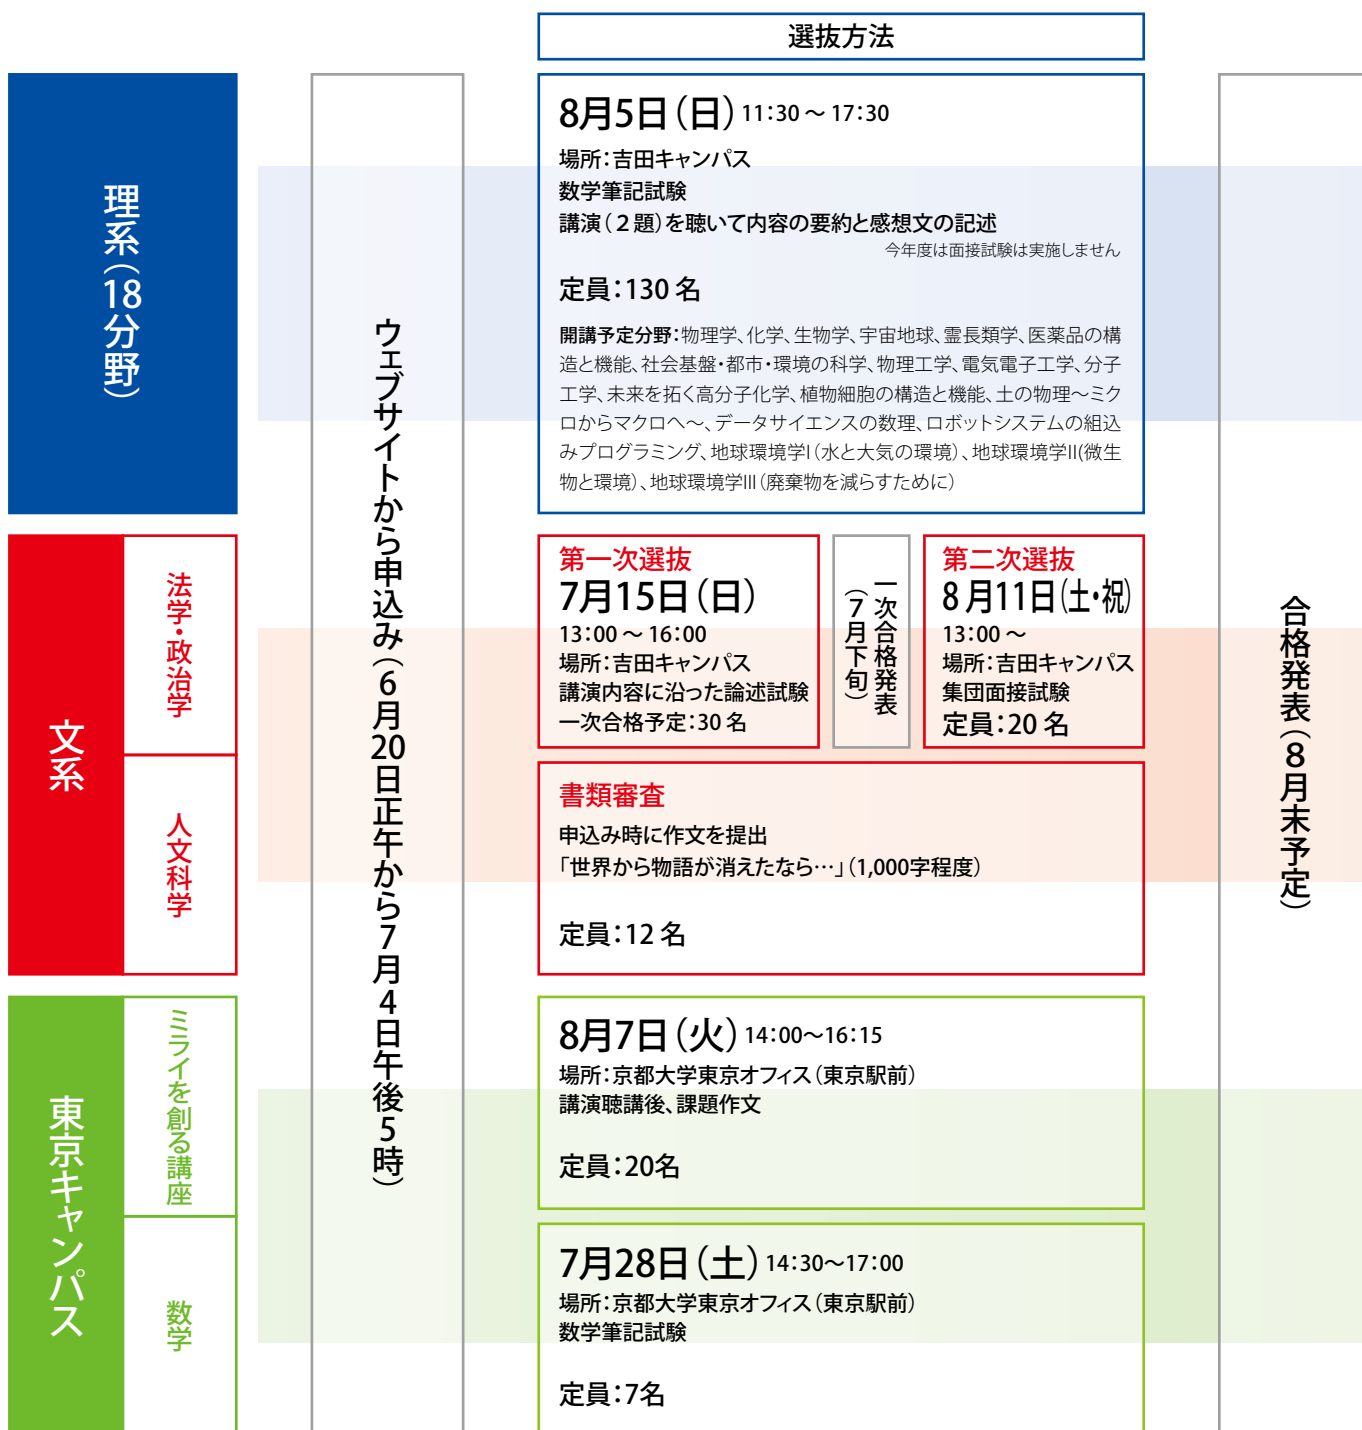 選抜方法
理系（18分野）
ウェブサイトから申込み（6月20日正午から7月4日午後5時）
8月5日（日）11：30 ～ 17：30
場所：吉田キャンパス
数学筆記試験
講演（２題）を聴いて内容の要約と感想文の記述
今年度は面接試験は実施しません
定員：130 名
開講予定分野：物理学、化学、生物学、宇宙地球、霊長類学、医薬品の構
造と機能、社会基盤・都市・環境の科学、物理工学、電気電子工学、分子
工学、未来を拓く高分子化学、植物細胞の構造と機能、土の物理～ミク
ロからマクロへ～、データサイエンスの数理、ロボットシステムの組込
みプログラミング、地球環境学I（水と大気の環境）、地球環境学II(微生
物と環境）、地球環境学III（廃棄物を減らすために）
文系
法学・政治学
第一次選抜
7月15日（日）
13：00 ～ 16：00
場所：吉田キャンパス
講演内容に沿った論述試験
一次合格予定：30 名
一次合格発表
（7月下旬）
第二次選抜
8月11日（土・祝）
13：00 ～
場所：吉田キャンパス
集団面接試験
定員：20 名
人文科学
書類審査
申込み時に作文を提出
「世界から物語が消えたなら…」（1,000字程度）
定員：12 名
東京キャンパス
ミライを創る講座
8月7日（火）14：00～16：15
場所：京都大学東京オフィス（東京駅前）
講演聴講後、課題作文
定員：20名
数学
7月28日（土）14：30～17：00
場所：京都大学東京オフィス（東京駅前）
数学筆記試験
定員：7名
合格発表（8月末予定）